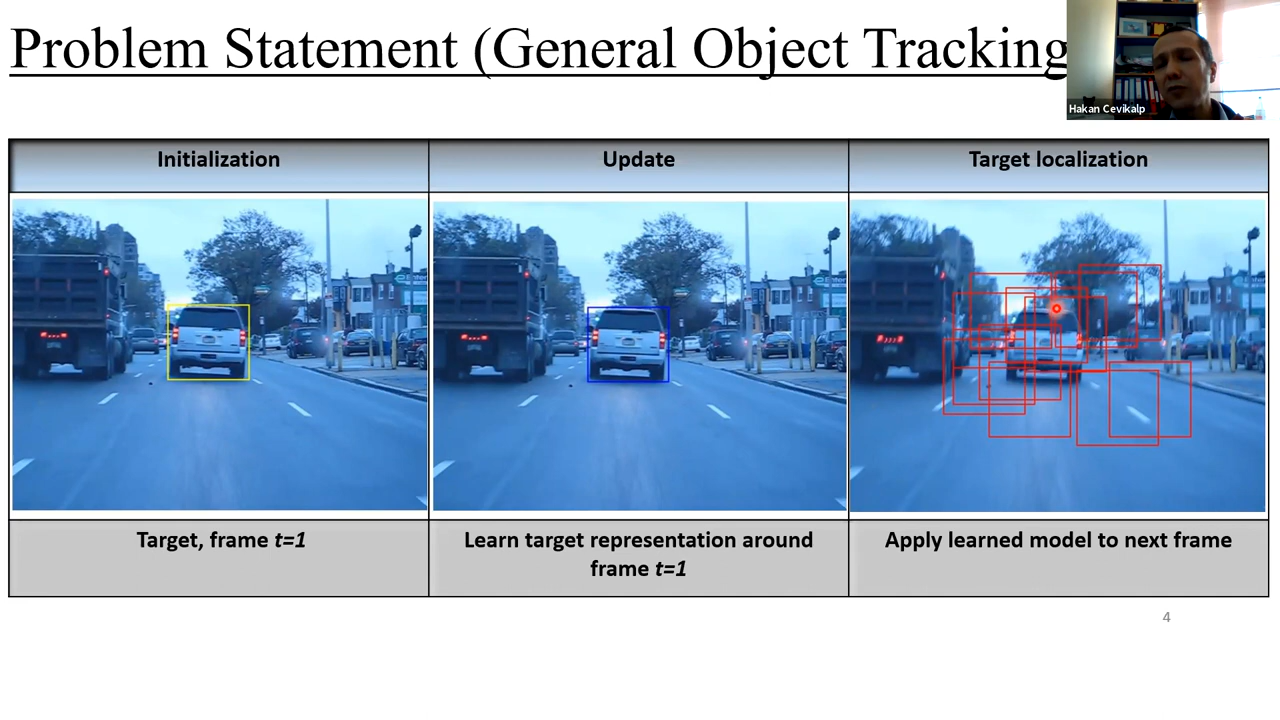 Problem Statement (General Object Tracking
Hakan Cevikalp
Initialization
Update
Target localization
Target, frame t=1
Learn target representation around
frame t=1
Apply learned model to next frame
4